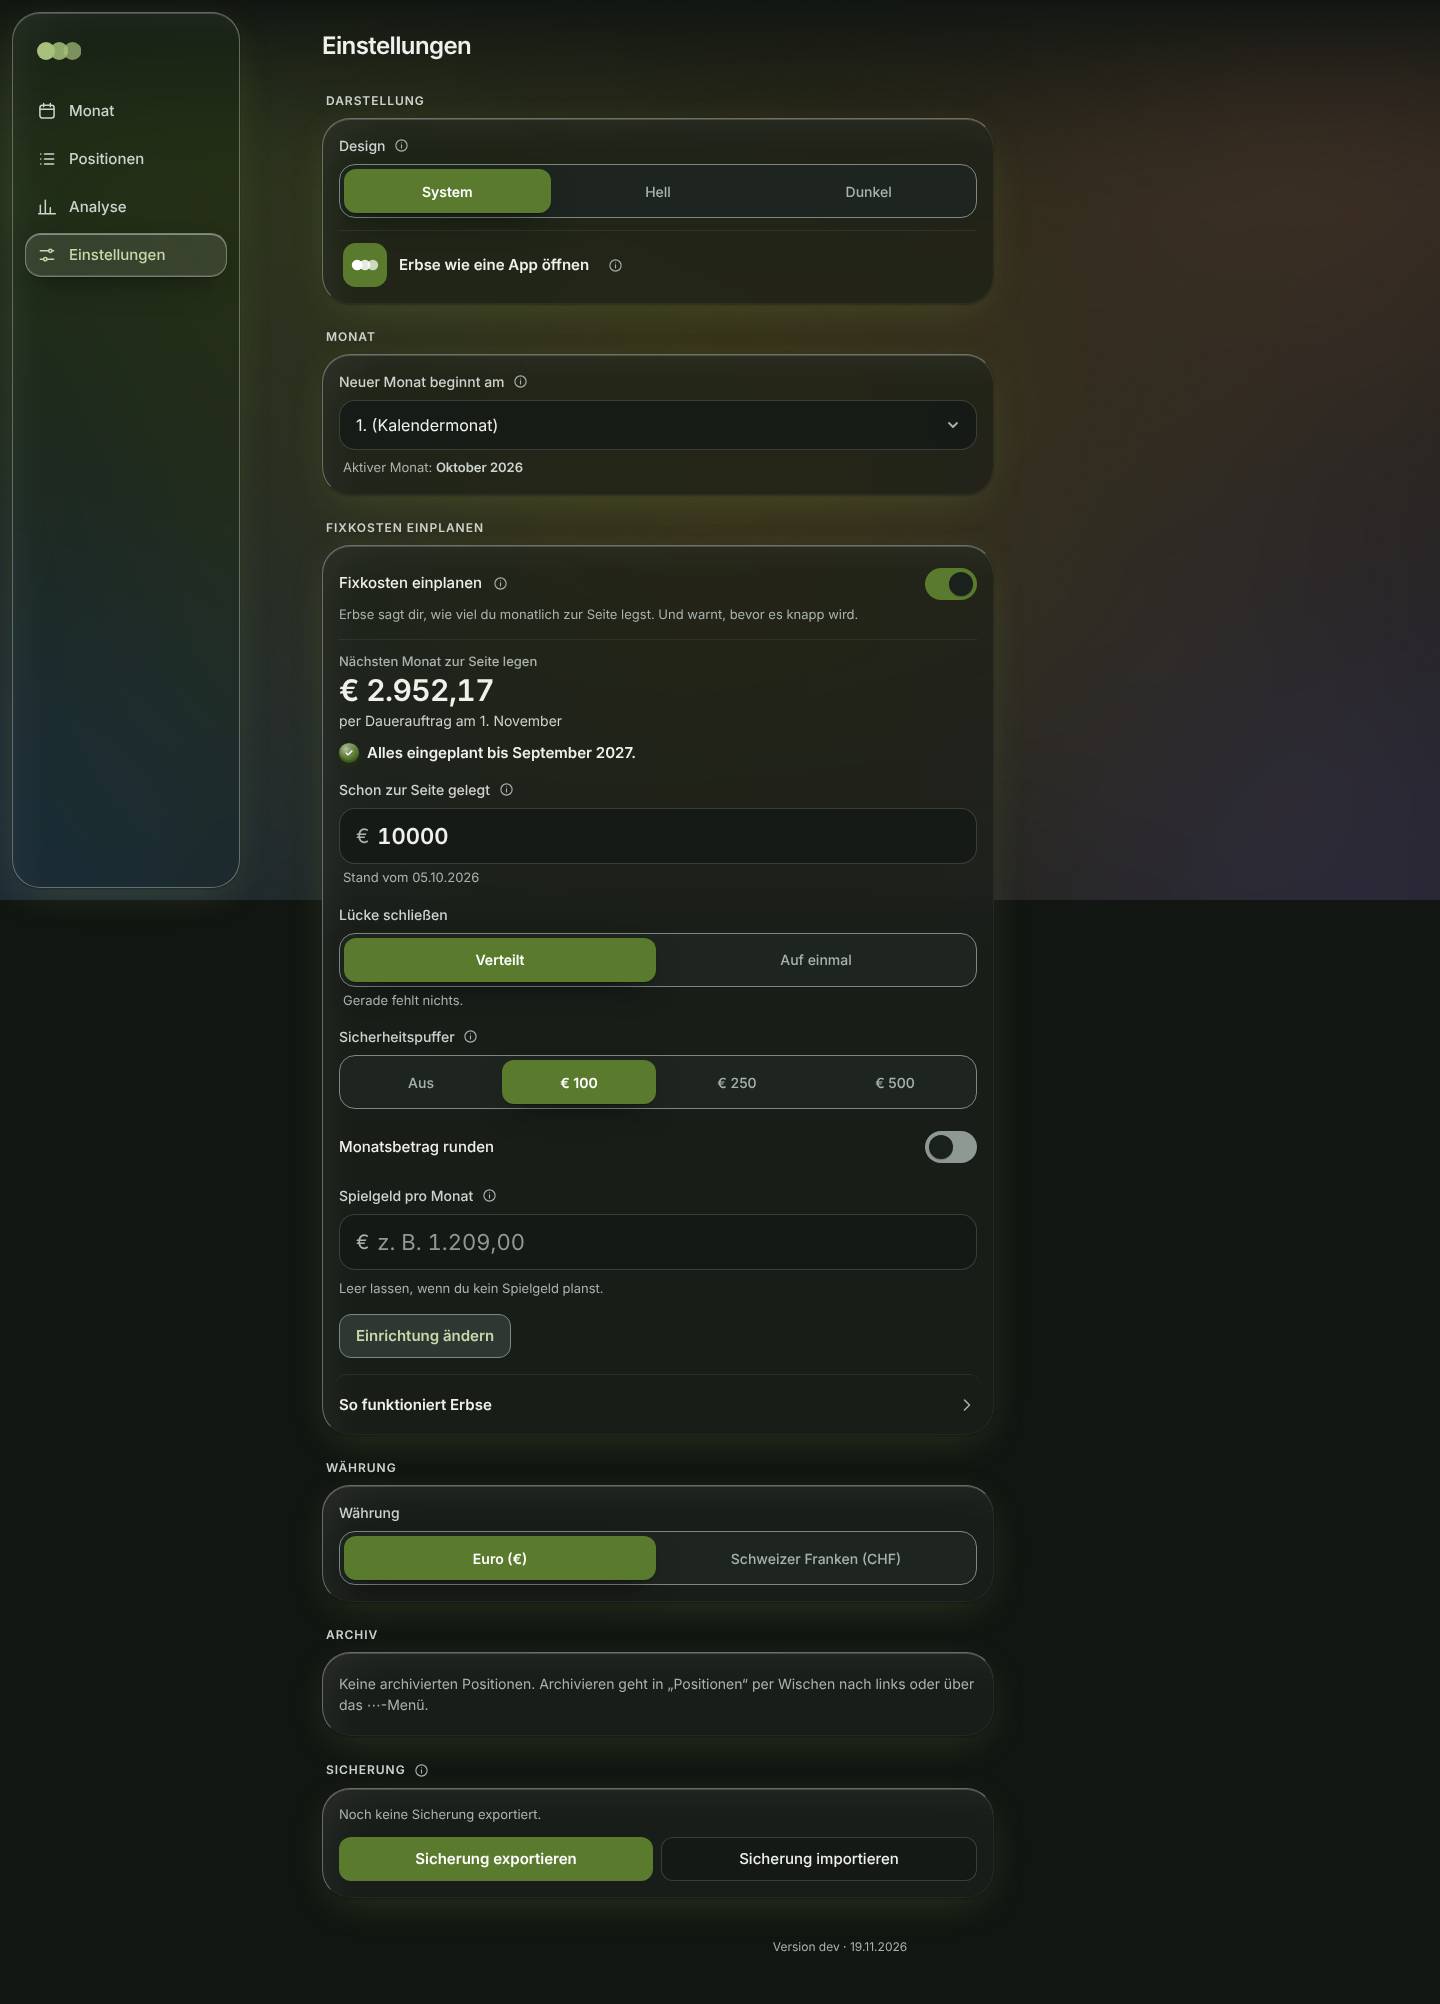 Monat
Positionen
Analyse
Einstellungen
Einstellungen
DARSTELLUNG
Design
System
Hell
Dunkel
Erbse wie eine App öffnen
MONAT
Neuer Monat beginnt am
1. (Kalendermonat)
Aktiver Monat: Oktober 2026
FIXKOSTEN EINPLANEN
Fixkosten einplanen
Erbse sagt dir, wie viel du monatlich zur Seite legst. Und warnt, bevor es knapp wird.
Nächsten Monat zur Seite legen
€ 2.952,17
per Dauerauftrag am 1. November
Alles eingeplant bis September 2027.
Schon zur Seite gelegt
€ 10000
Stand vom 05.10.2026
Lücke schließen
Verteilt
Auf einmal
Gerade fehlt nichts.
Sicherheitspuffer
Aus
€ 100
€ 250
€ 500
Monatsbetrag runden
Spielgeld pro Monat
€ z. B. 1.209,00
Leer lassen, wenn du kein Spielgeld planst.
Einrichtung ändern
So funktioniert Erbse
WÄHRUNG
Währung
Euro (€)
Schweizer Franken (CHF)
ARCHIV
Keine archivierten Positionen. Archivieren geht in „Positionen“ per Wischen nach links oder über
das ···-Menü.
SICHERUNG
Noch keine Sicherung exportiert.
Sicherung exportieren
Sicherung importieren
Version dev · 19.11.2026